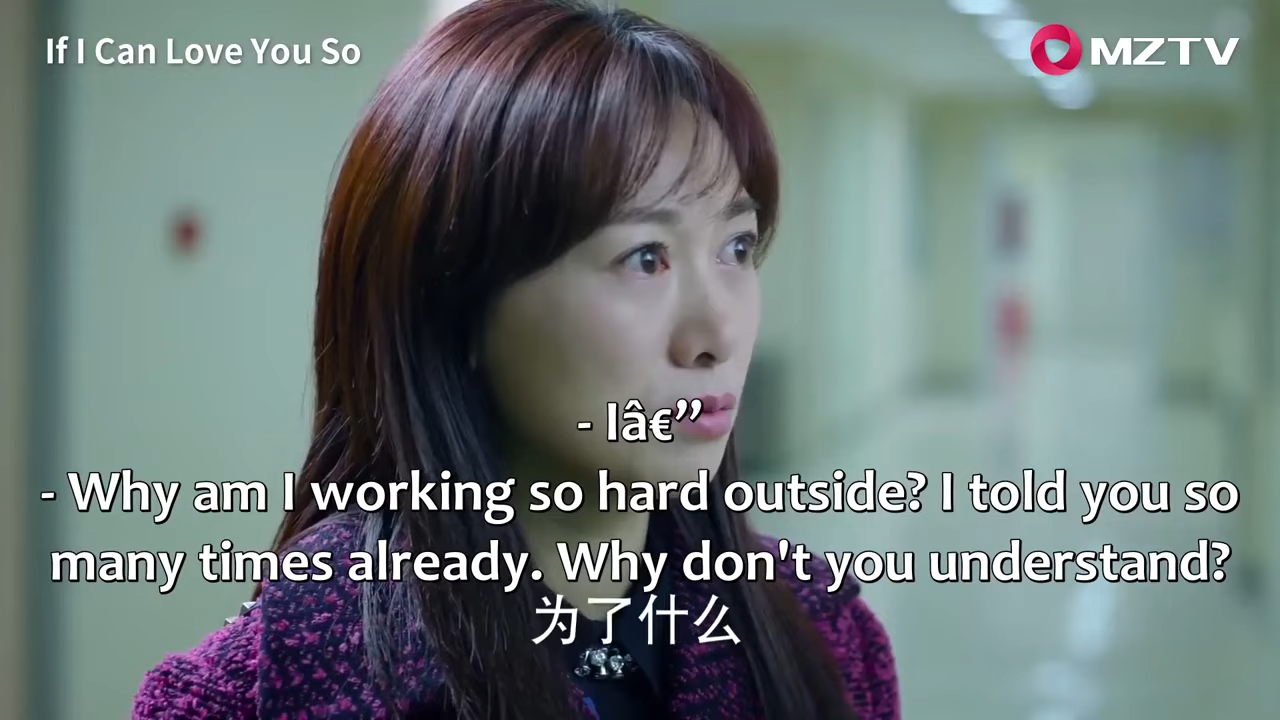 If I Can Love You So
MZTV
- Iâ€”
- Why am I working so hard outside? I told you so
many times already. Why don't you understand?
为了什么